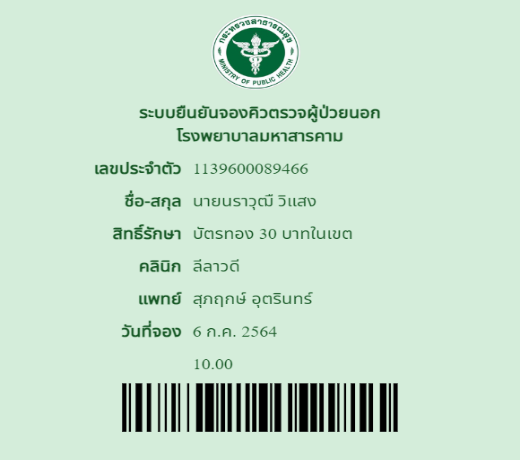 กระทรวงสาธารณสุข
MINISTRY OF PUBLIC HEALTH
ระบบยืนยันจองคิวตรวจผู้ป่วยนอก
โรงพยาบาลมหาสารคาม
เลขประจำตัว 1139600089466
ชื่อ-สกุล นายนราวุฒิ วิแสง
สิทธิ์รักษา บัตรทอง 30 บาทในเขต
คลินิก ลีลาวดี
แพทย์ สุภฤกษ์ อุตรินทร์
วันที่จอง 6 ก.ค. 2564
10.00